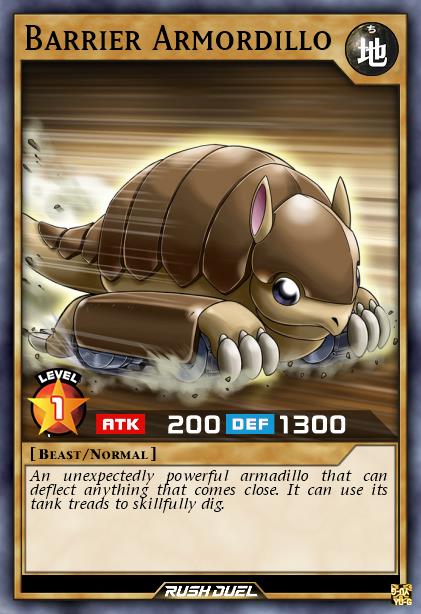 Barrier Armordillo
ち
地
LEVEL
1
ATK 200 DEF 1300
[Beast/Normal]
An unexpectedly powerful armadillo that can
deflect anything that comes close. It can use its
tank treads to skillfully dig.
RUSH DUEL